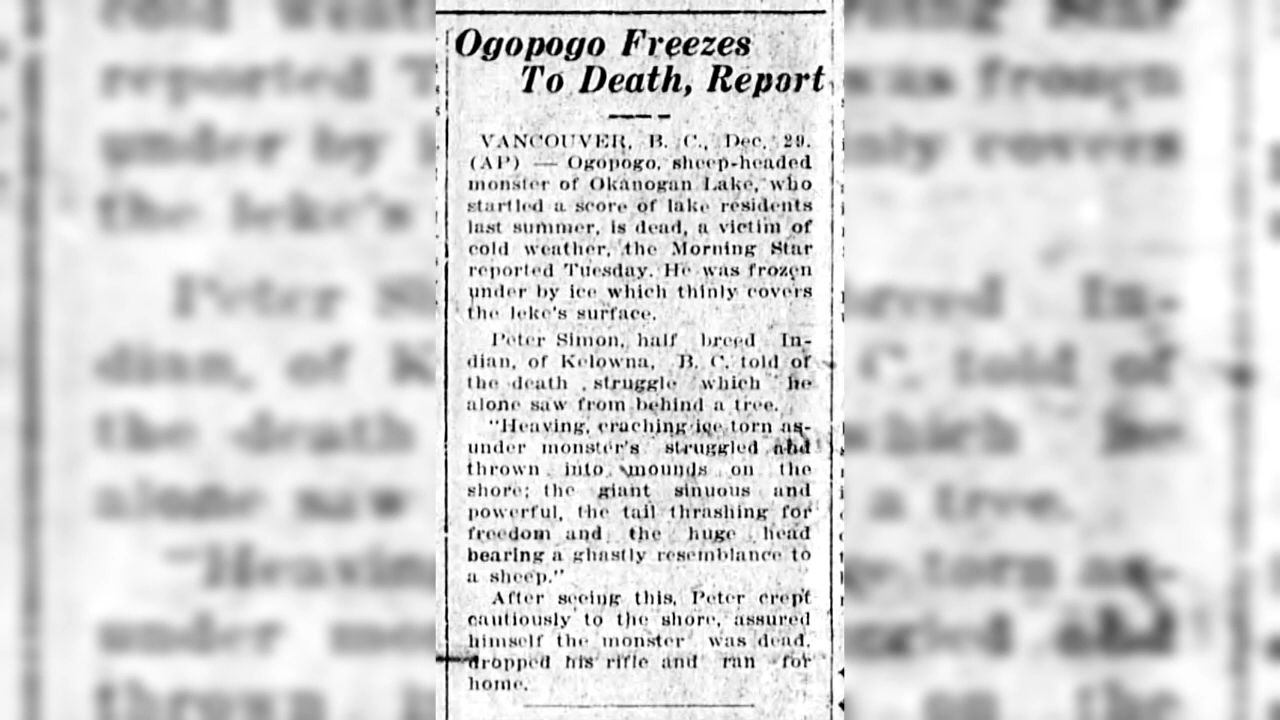 Ogopogo Freezes
To Death, Report
VANCOUVER, B. C., Dec. 29.
(AP) — Ogopogo, sheep-headed
monster of Okanogan Lake, who
startled a score of lake residents
last summer, is dead, a victim of
cold weather, the Morning Star
reported Tuesday. He was frozen
under by ice which thinly covers
the leke's surface.
Peter Simon, half breed In-
dian, of Kelowna, B. C. told of
the death struggle which he
alone saw from behind a tree.
"Heaving, craching ice torn as-
under monster's struggled and
thrown into mounds on the
shore; the giant sinuous and
powerful, the tail thrashing for
freedom and the huge head
bearing a ghastly resemblance to
a sheep."
After seeing this, Peter crept
cautiously to the shore, assured
himself the monster was dead,
dropped his rifle and ran for
home.